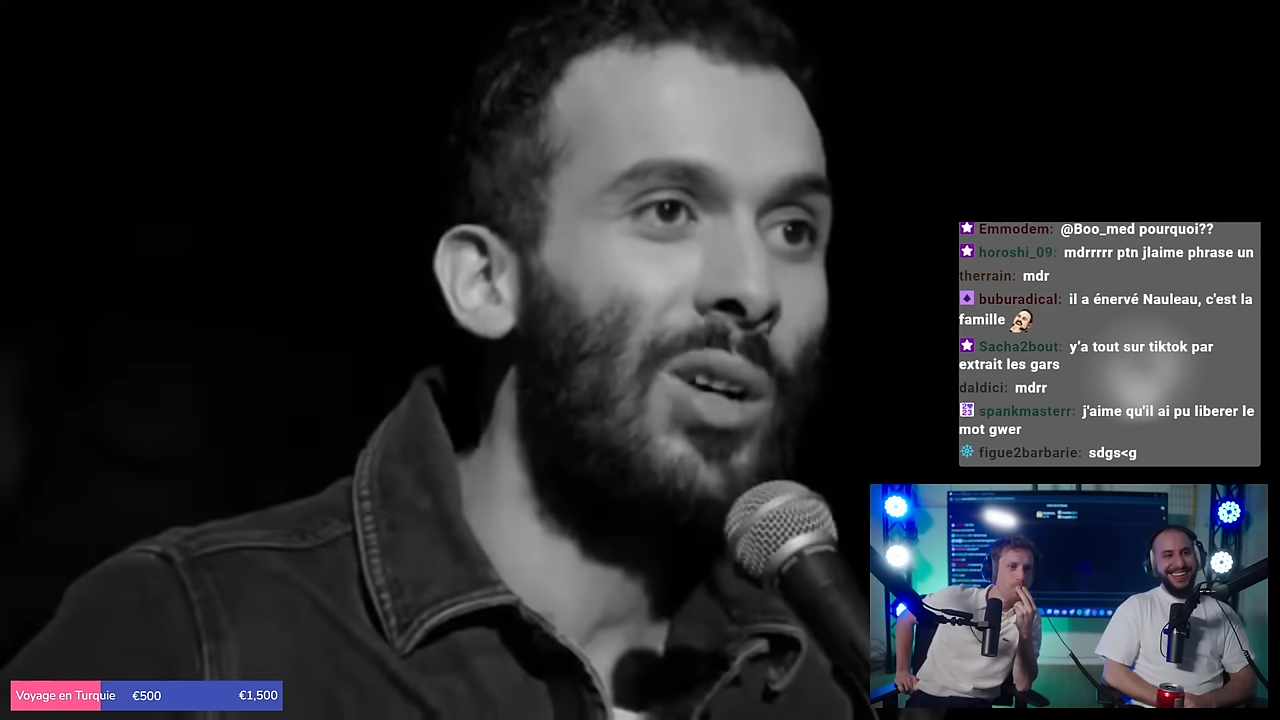 Emmodem: @Boo_med pourquoi??
horoshi_09: mdrrrrr ptn jlaime phrase un
therrain: mdr
buburadical: il a énervé Nauleau, c'est la
famille
Sacha2bout: y'a tout sur tiktok par
extrait les gars
daldici: mdrr
spankmasterr: j'aime qu'il ai pu liberer le
mot gwer
figue2barbarie: sdgs<g
Voyage en Turquie €500 €1,500